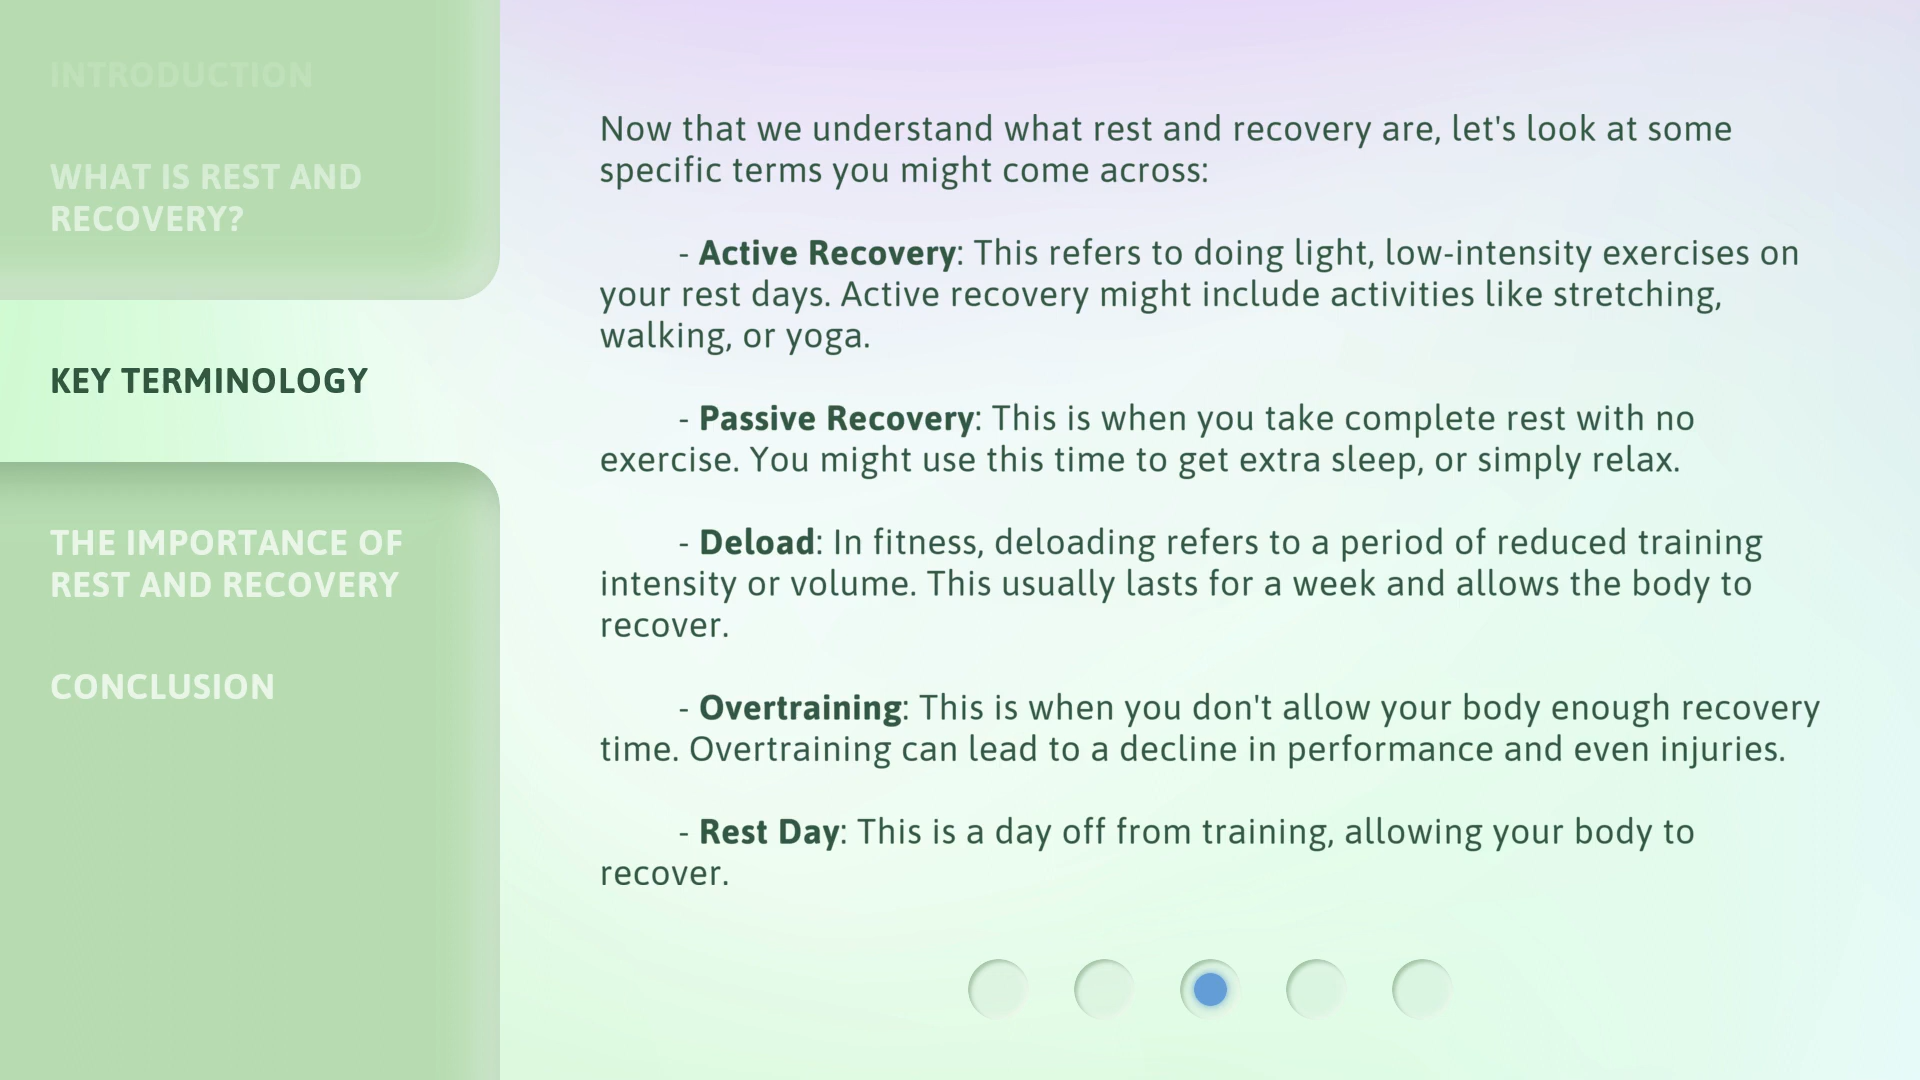 INTRODUCTION
WHAT IS REST AND
RECOVERY?
KEY TERMINOLOGY
THE IMPORTANCE OF
REST AND RECOVERY
CONCLUSION
Now that we understand what rest and recovery are, let's look at some
specific terms you might come across:
- Active Recovery: This refers to doing light, low-intensity exercises on
your rest days. Active recovery might include activities like stretching,
walking, or yoga.
- Passive Recovery: This is when you take complete rest with no
exercise. You might use this time to get extra sleep, or simply relax.
- Deload: In fitness, deloading refers to a period of reduced training
intensity or volume. This usually lasts for a week and allows the body to
recover.
- Overtraining: This is when you don't allow your body enough recovery
time. Overtraining can lead to a decline in performance and even injuries.
- Rest Day: This is a day off from training, allowing your body to
recover.